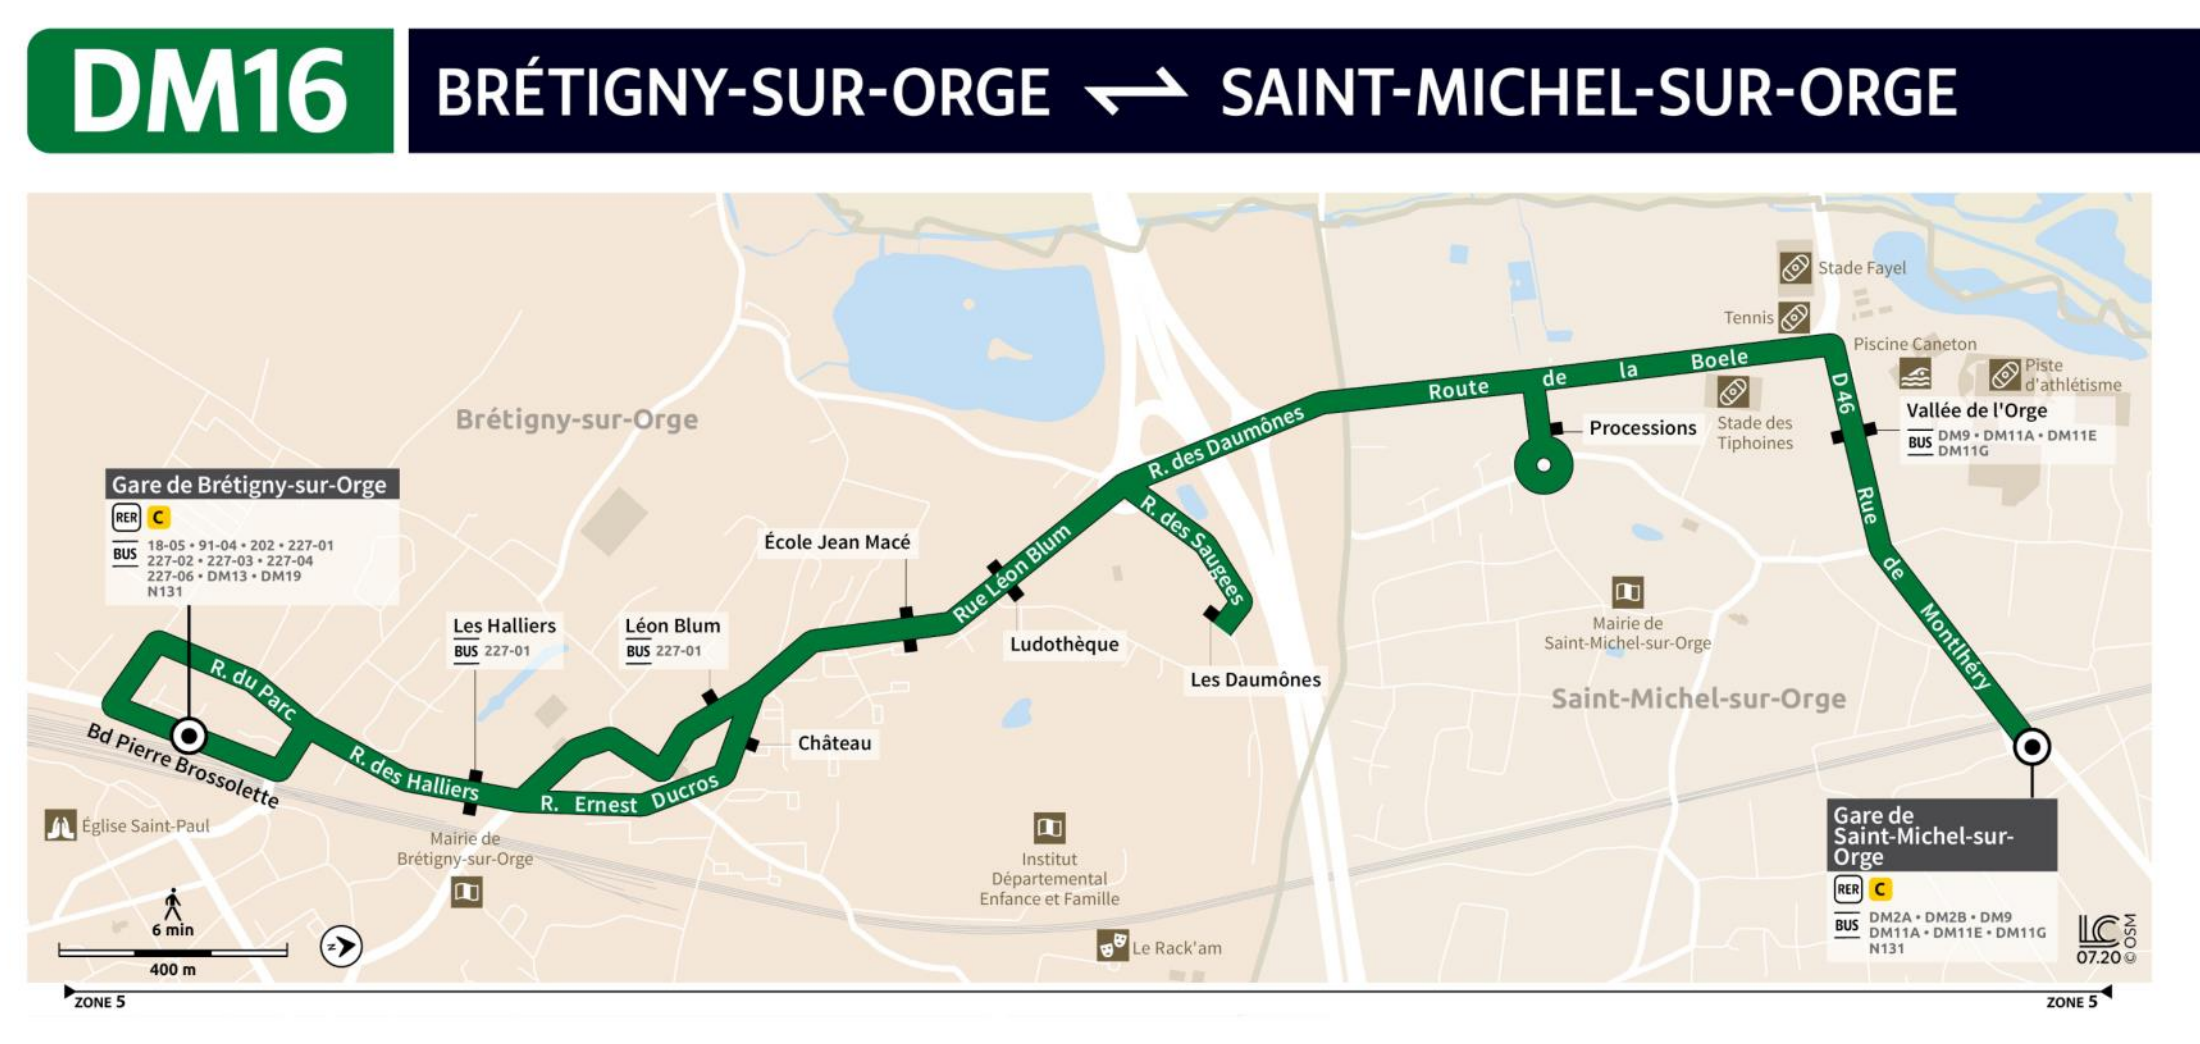 DM16
BRÉTIGNY-SUR-ORGE ⇌ SAINT-MICHEL-SUR-ORGE
Stade Fayel
Tennis
Piscine Caneton
Piste
d'athlétisme
Route de la Boele
D 46
Vallée de l'Orge
BUS DM9 • DM11A • DM11E
DM11G
Stade des
Tiphoines
Processions
R. des Daumônes
Brétigny-sur-Orge
Gare de Brétigny-sur-Orge
RER C
BUS 18-05 • 91-04 • 202 • 227-01
227-02 • 227-03 • 227-04
227-06 • DM13 • DM19
N131
École Jean Macé
Rue Léon Blum
R. des Saugees
Rue de Montlhéry
Les Halliers
BUS 227-01
Léon Blum
BUS 227-01
Ludothèque
Les Daumônes
Mairie de
Saint-Michel-sur-Orge
Saint-Michel-sur-Orge
R. du Parc
Bd Pierre Brossolette
R. des Halliers
R. Ernest Ducros
Château
Église Saint-Paul
Mairie de
Brétigny-sur-Orge
Institut
Départemental
Enfance et Famille
Le Rack'am
Gare de
Saint-Michel-sur-
Orge
RER C
BUS DM2A • DM2B • DM9
DM11A • DM11E • DM11G
N131
6 min
400 m
N
LC
07.20 © OSM
ZONE 5
ZONE 5